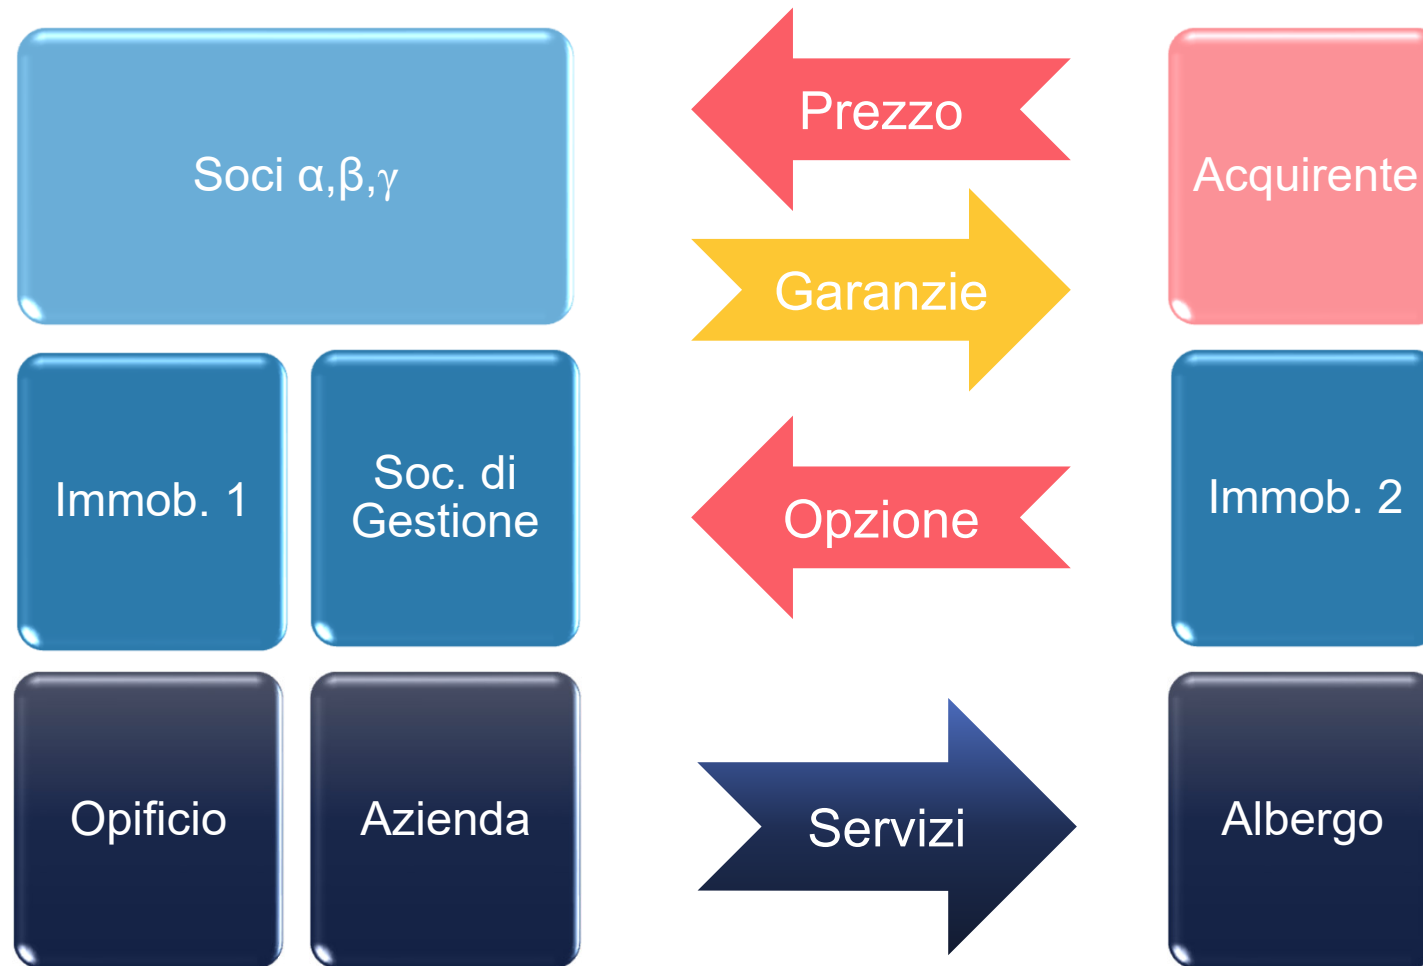 Soci α,β,γ
Prezzo
Acquirente
Garanzie
Immob. 1
Soc. di
Gestione
Opzione
Immob. 2
Opificio
Azienda
Servizi
Albergo